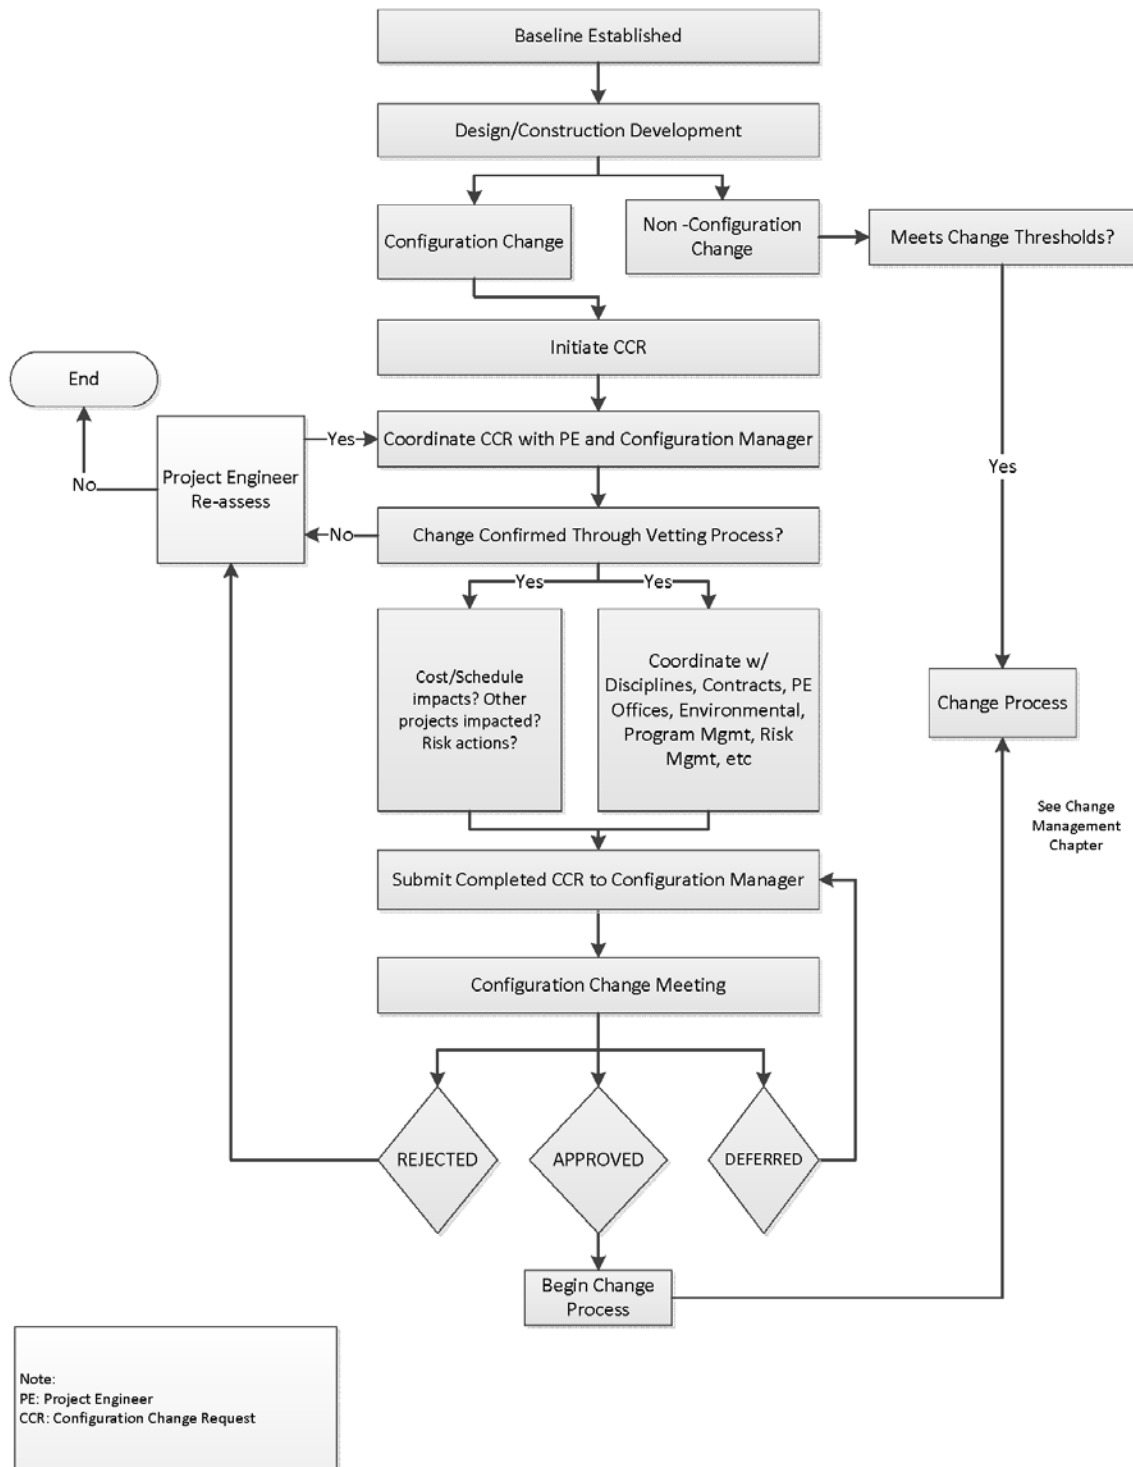 Baseline Established
Design/Construction Development
Configuration Change
Non -Configuration
Change
Meets Change Thresholds?
Initiate CCR
End
Yes
Coordinate CCR with PE and Configuration Manager
Project Engineer
Re-assess
No
Yes
No
Change Confirmed Through Vetting Process?
Yes
Yes
Cost/Schedule
impacts? Other
projects impacted?
Risk actions?
Coordinate w/
Disciplines, Contracts, PE
Offices, Environmental,
Program Mgmt, Risk
Mgmt, etc
Change Process
See Change
Management
Chapter
Submit Completed CCR to Configuration Manager
Configuration Change Meeting
REJECTED
APPROVED
DEFERRED
Begin Change
Process
Note:
PE: Project Engineer
CCR: Configuration Change Request